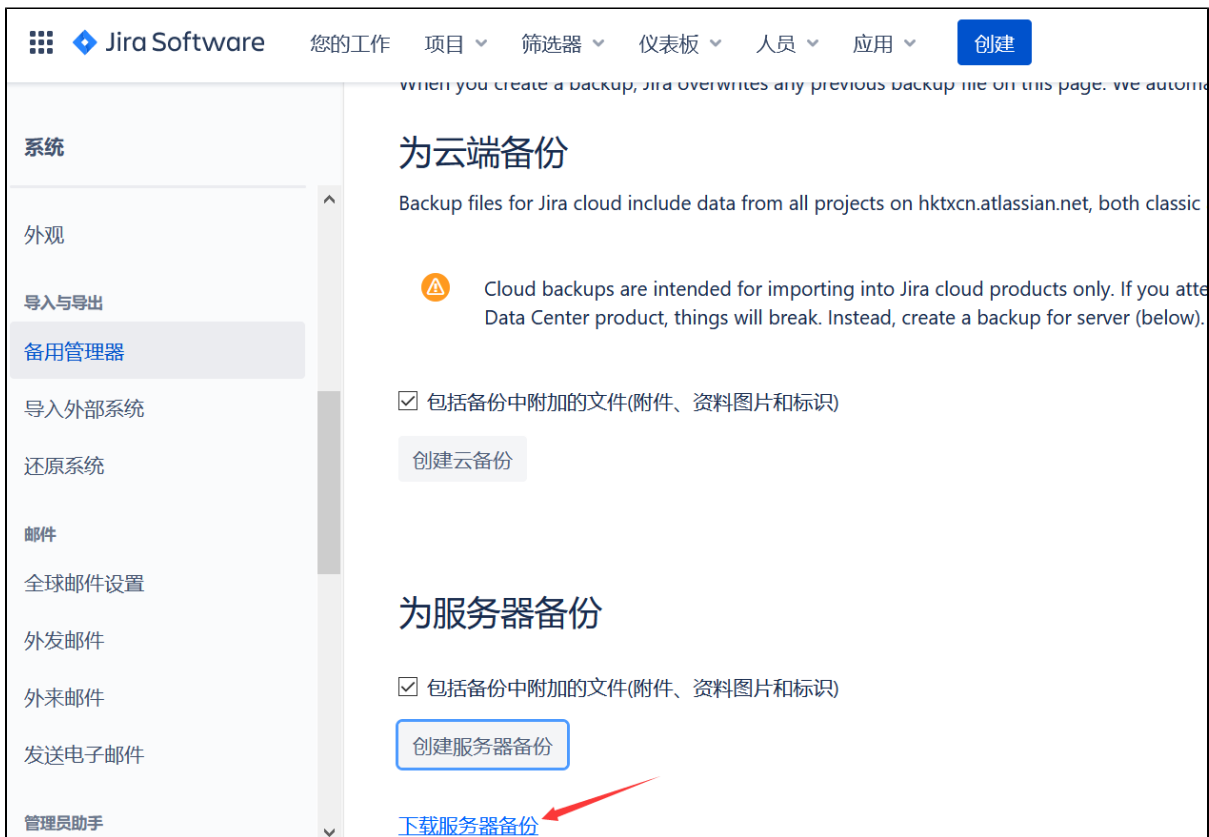 Jira Software 您的工作 项目 筛选器 仪表板 人员 应用 创建
When you create a backup, Jira overwrites any previous backup file on this page. We automa
系统
外观
导入与导出
备用管理器
导入外部系统
还原系统
邮件
全球邮件设置
外发邮件
外来邮件
发送电子邮件
管理员助手
为云端备份
Backup files for Jira cloud include data from all projects on hktxcn.atlassian.net, both classic
Cloud backups are intended for importing into Jira cloud products only. If you atte
Data Center product, things will break. Instead, create a backup for server (below).
包括备份中附加的文件(附件、资料图片和标识)
创建云备份
为服务器备份
包括备份中附加的文件(附件、资料图片和标识)
创建服务器备份
下载服务器备份